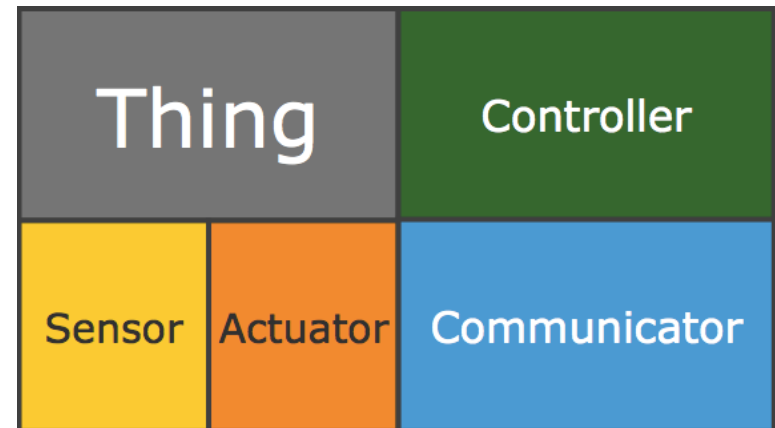 Thing
Controller
Sensor
Actuator
Communicator